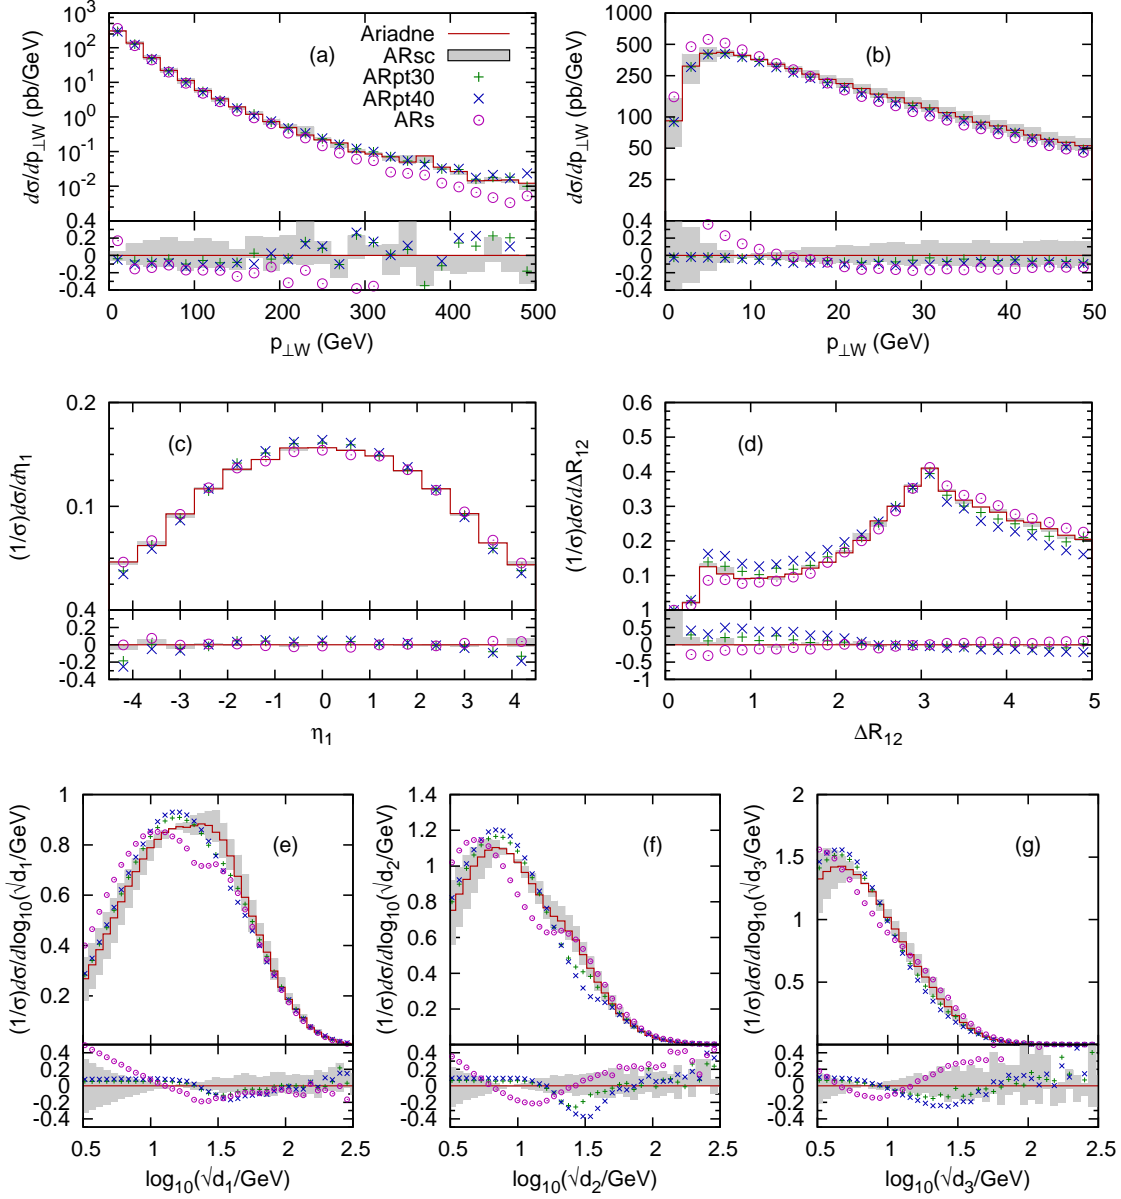 dσ/dp⊥W (pb/GeV)
10³
10²
10¹
10⁰
10⁻¹
10⁻²
(a)
Ariadne
ARsc
ARpt30
ARpt40
ARs
0.4
0.2
0
-0.2
-0.4
0 100 200 300 400 500
p⊥W (GeV)
dσ/dp⊥W (pb/GeV)
1000
500
250
100
50
25
(b)
0.4
0.2
0
-0.2
-0.4
0 10 20 30 40 50
p⊥W (GeV)
(1/σ)dσ/dη₁
0.2
0.1
(c)
0.4
0.2
0
-0.2
-0.4
-4 -3 -2 -1 0 1 2 3 4
η₁
(1/σ)dσ/dΔR₁₂
0.6
0.5
0.4
0.3
0.2
0.1
(d)
1
0.5
0
-0.5
-1
0 1 2 3 4 5
ΔR₁₂
(1/σ)dσ/dlog₁₀(√d₁/GeV)
1
0.8
0.6
0.4
0.2
(e)
0.4
0.2
0
-0.2
-0.4
0.5 1 1.5 2 2.5
log₁₀(√d₁/GeV)
(1/σ)dσ/dlog₁₀(√d₂/GeV)
1.4
1.2
1
0.8
0.6
0.4
0.2
(f)
0.4
0.2
0
-0.2
-0.4
0.5 1 1.5 2 2.5
log₁₀(√d₂/GeV)
(1/σ)dσ/dlog₁₀(√d₃/GeV)
2
1.5
1
0.5
(g)
0.4
0.2
0
-0.2
-0.4
0.5 1 1.5 2 2.5
log₁₀(√d₃/GeV)